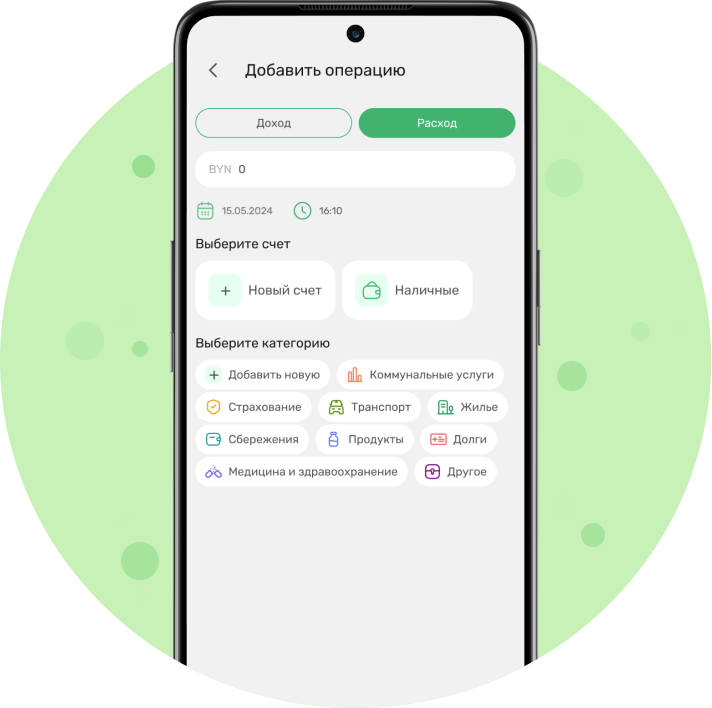 Добавить операцию
Доход Расход
BYN 0
15.05.2024 16:10
Выберите счет
+ Новый счет Наличные
Выберите категорию
+ Добавить новую Коммунальные услуги
Страхование Транспорт Жилье
Сбережения Продукты Долги
Медицина и здравоохранение Другое